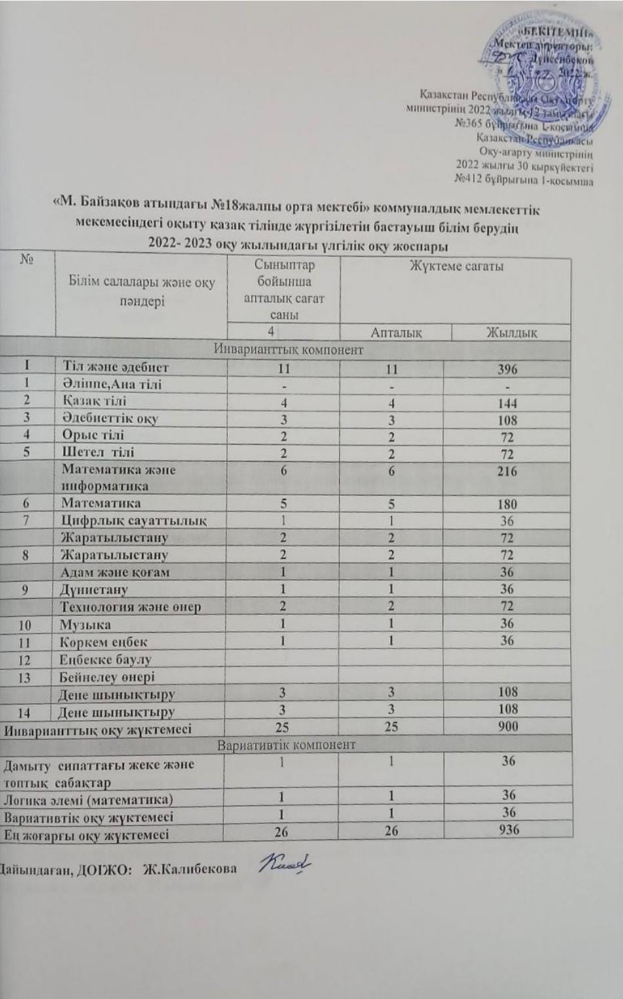 «БЕКІТЕМІН»
Мектеп директоры:
Дүйсенбеков
2022 ж.
Қазақстан Республикасы Оқу-ағарту
министрінің 2022 жылғы 12 тамыздағы
№365 бұйрығына 1-қосымша
Қазақстан Республикасы
Оқу-ағарту министрінің
2022 жылғы 30 қыркүйектегі
№412 бұйрығына 1-қосымша
«М. Байзақов атындағы №18жалпы орта мектебі» коммуналдық мемлекеттік
мекемесіндегі оқыту қазақ тілінде жүргізілетін бастауыш білім берудің
2022- 2023 оқу жылындағы үлгілік оқу жоспары
№ Білім салалары және оқу пәндері Сыныптар бойынша апталық сағат саны Жүктеме сағаты
4 Апталық Жылдық
Инварианттық компонент
I Тіл және әдебиет 11 11 396
1 Әліппе,Ана тілі - - -
2 Қазақ тілі 4 4 144
3 Әдебиеттік оқу 3 3 108
4 Орыс тілі 2 2 72
5 Шетел тілі 2 2 72
Математика және 6 6 216
информатика
6 Математика 5 5 180
7 Цифрлық сауаттылық 1 1 36
Жаратылыстану 2 2 72
8 Жаратылыстану 2 2 72
Адам және қоғам 1 1 36
9 Дүниетану 1 1 36
Технология және өнер 2 2 72
10 Музыка 1 1 36
11 Көркем еңбек 1 1 36
12 Еңбекке баулу
13 Бейнелеу өнері
Дене шынықтыру 3 3 108
14 Дене шынықтыру 3 3 108
Инварианттық оқу жүктемесі 25 25 900
Вариативтік компонент
Дамыту сипаттағы жеке және 1 1 36
топтық сабақтар
Логика әлемі (математика) 1 1 36
Вариативтік оқу жүктемесі 1 1 36
Ең жоғарғы оқу жүктемесі 26 26 936
Дайындаған, ДОІЖО: Ж.Калибекова